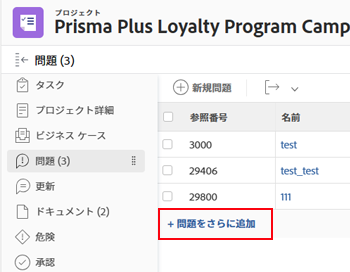 プロジェクト
Prisma Plus Loyalty Program Camp
問題 (3)
タスク
プロジェクト詳細
ビジネス ケース
問題 (3)
更新
ドキュメント (2)
危険
承認
新規問題
参照番号 名前
3000 test
29406 test_test
29800 111
+ 問題をさらに追加